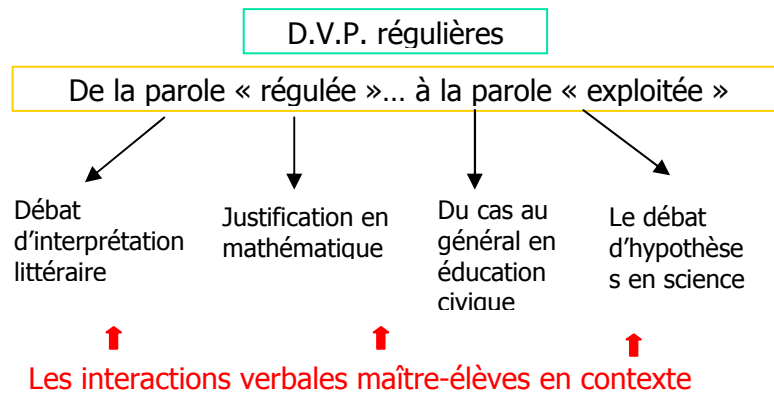 D.V.P. régulières
De la parole « régulée »... à la parole « exploitée »
Débat
d'interprétation
littéraire
Justification en
mathématique
Du cas au
général en
éducation
civique
Le débat
d'hypothèse
s en science
Les interactions verbales maître-élèves en contexte